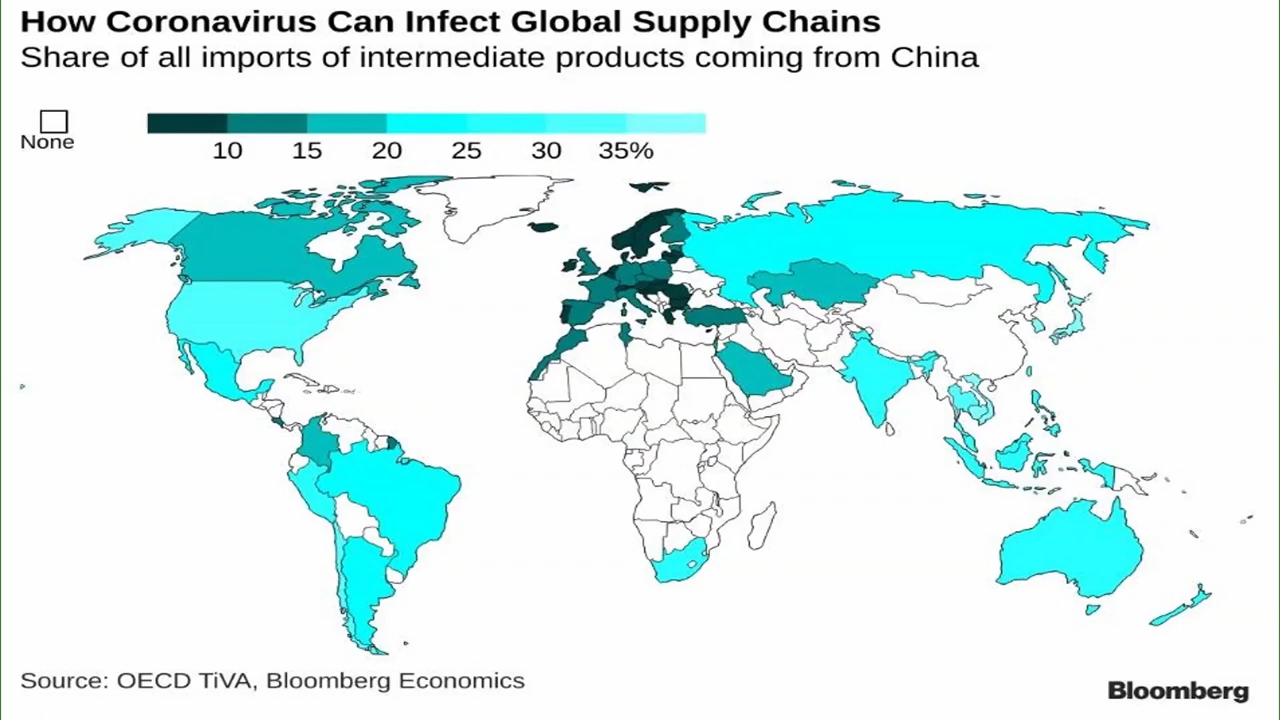 How Coronavirus Can Infect Global Supply Chains
Share of all imports of intermediate products coming from China
None
10 15 20 25 30 35%
Source: OECD TiVA, Bloomberg Economics
Bloomberg